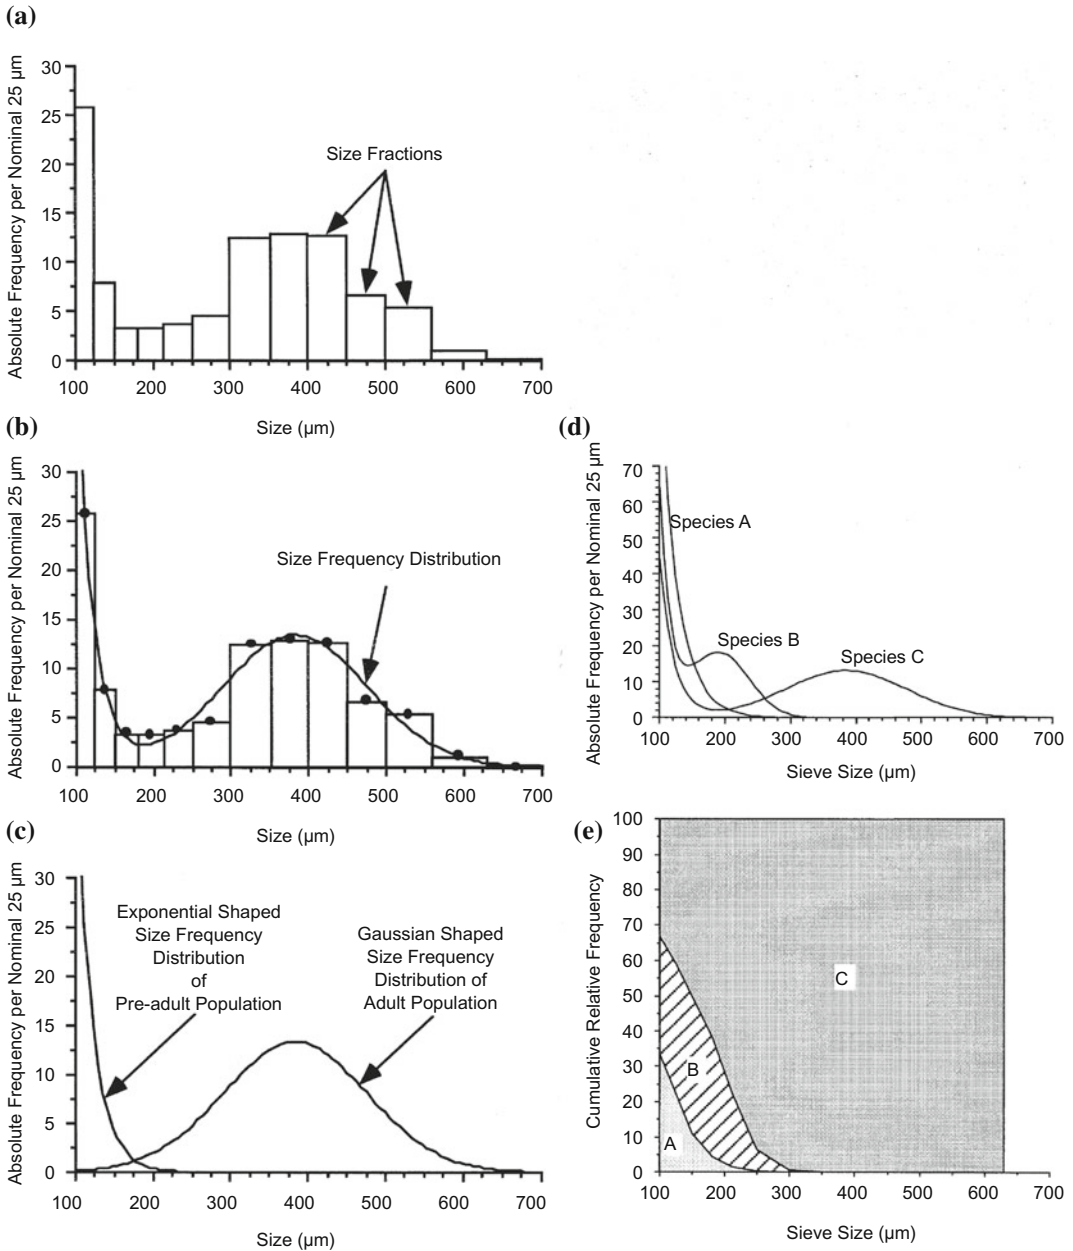 (a)
Absolute Frequency per Nominal 25 µm
30
25
20
15
10
5
0
Size Fractions
100 200 300 400 500 600 700
Size (µm)
(b)
Absolute Frequency per Nominal 25 µm
30
25
20
15
10
5
0
Size Frequency Distribution
100 200 300 400 500 600 700
Size (µm)
(c)
Absolute Frequency per Nominal 25 µm
30
25
20
15
10
5
0
Exponential Shaped
Size Frequency
Distribution
of
Pre-adult Population
Gaussian Shaped
Size Frequency
Distribution of
Adult Population
100 200 300 400 500 600 700
Size (µm)
(d)
Absolute Frequency per Nominal 25 µm
70
60
50
40
30
20
10
0
Species A
Species B
Species C
100 200 300 400 500 600 700
Sieve Size (µm)
(e)
Cumulative Relative Frequency
100
90
80
70
60
50
40
30
20
10
0
C
B
A
100 200 300 400 500 600 700
Sieve Size (µm)